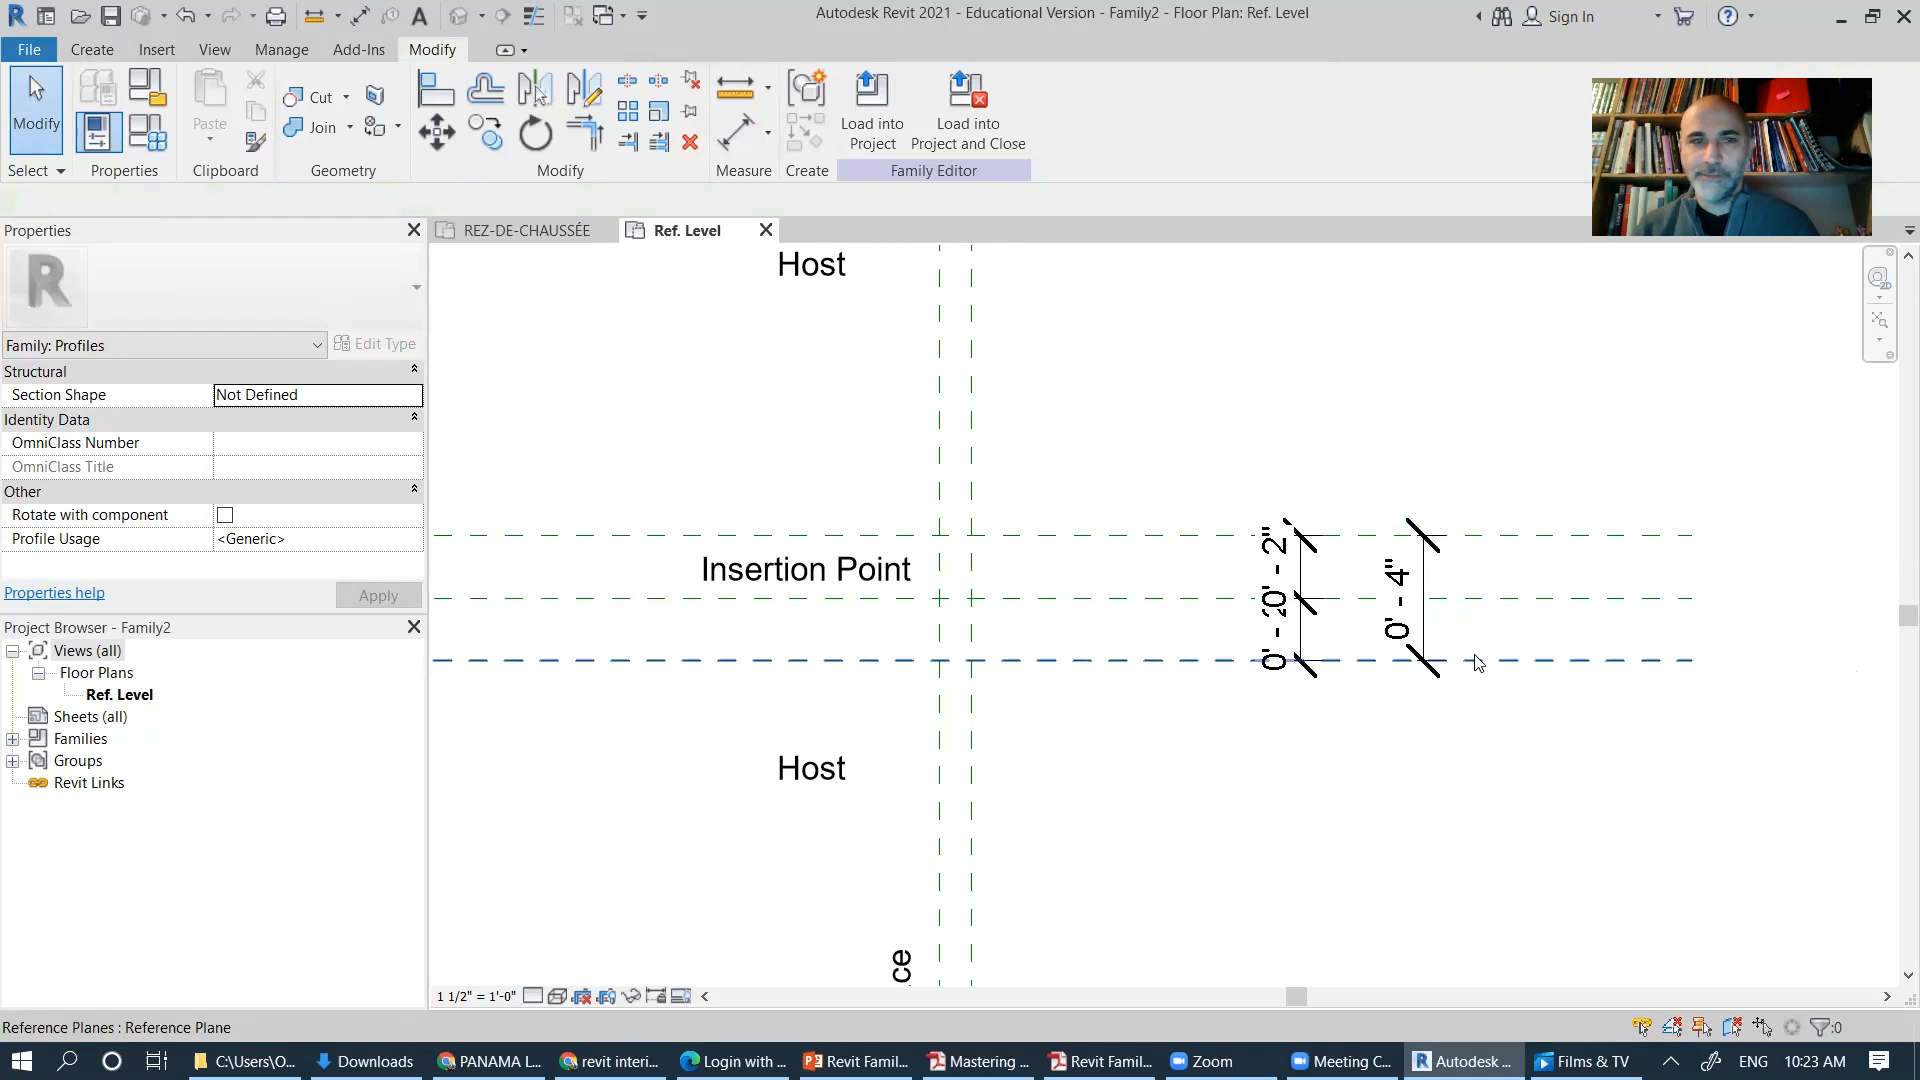 Autodesk Revit 2021 - Educational Version - Family2 - Floor Plan: Ref. Level
Sign In
File
Create
Insert
View
Manage
Add-Ins
Modify
Modify
Paste
Cut
Join
Load into
Project
Load into
Project and Close
Select
Properties
Clipboard
Geometry
Modify
Measure
Create
Family Editor
Properties
REZ-DE-CHAUSSÉE
Ref. Level
R
Family: Profiles
Edit Type
Structural
Section Shape
Not Defined
Identity Data
OmniClass Number
OmniClass Title
Other
Rotate with component
Profile Usage
<Generic>
Properties help
Apply
Project Browser - Family2
Views (all)
Floor Plans
Ref. Level
Sheets (all)
Families
Groups
Revit Links
Host
Insertion Point
Host
ce
0' - 2"
0' - 2
0' - 4"
2D
1 1/2" = 1'-0"
Reference Planes : Reference Plane
:0
C:\Users\O...
Downloads
PANAMA L...
revit interi...
Login with ...
Revit Famil...
Mastering ...
Revit Famil...
Zoom
Meeting C...
Autodesk ...
Films & TV
ENG
10:23 AM